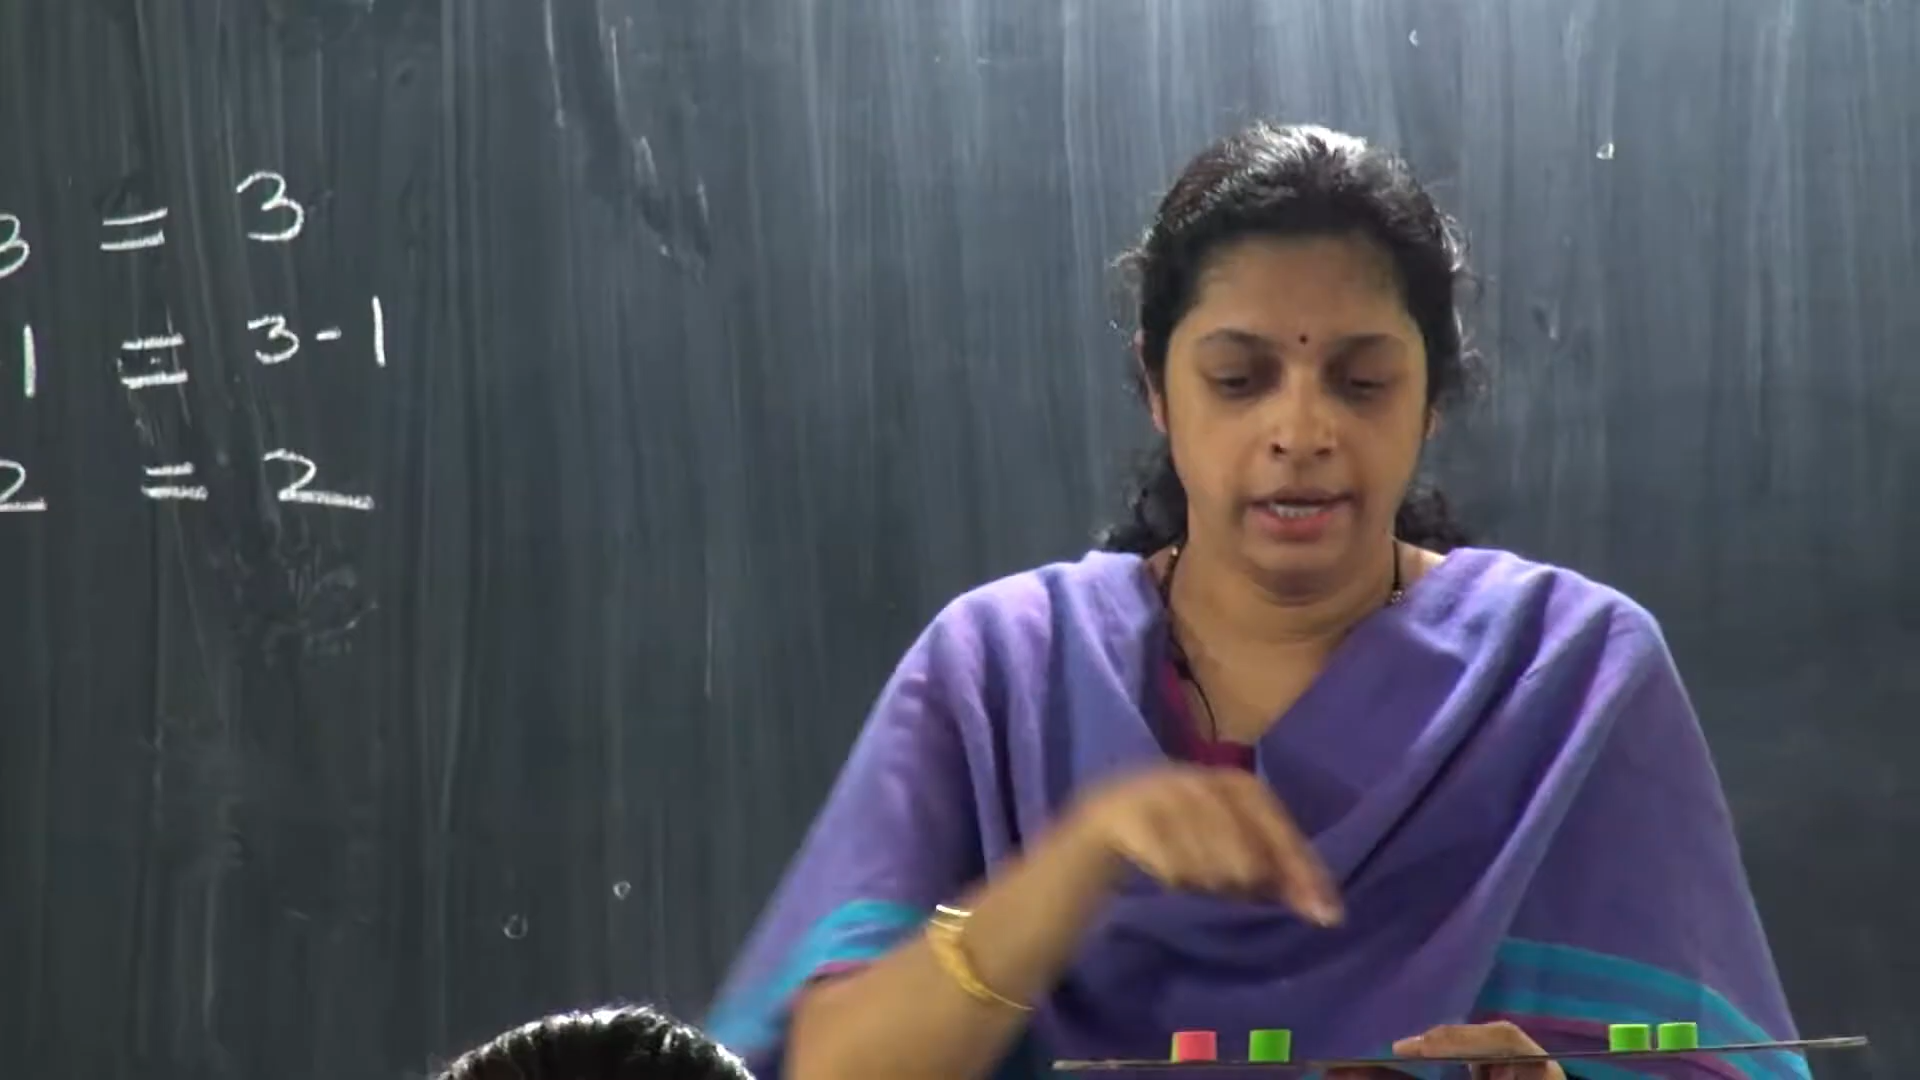 3 = 3
1 = 3-1
2 = 2